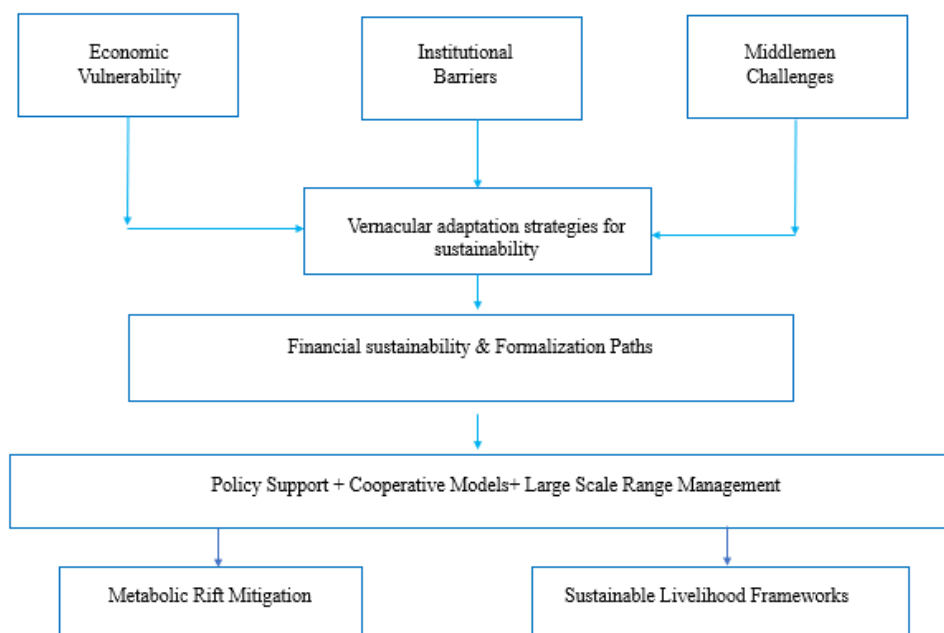 Economic
Vulnerability
Institutional
Barriers
Middlemen
Challenges
Vernacular adaptation strategies for
sustainability
Financial sustainability & Formalization Paths
Policy Support + Cooperative Models+ Large Scale Range Management
Metabolic Rift Mitigation
Sustainable Livelihood Frameworks